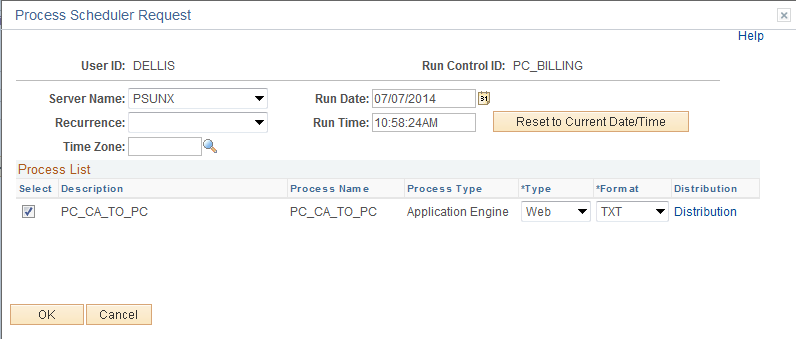 Process Scheduler Request
Help
User ID: DELLIS Run Control ID: PC_BILLING
Server Name: PSUNX Run Date: 07/07/2014 31
Recurrence: Run Time: 10:58:24AM Reset to Current Date/Time
Time Zone:
Process List
Select Description Process Name Process Type *Type *Format Distribution
PC_CA_TO_PC PC_CA_TO_PC Application Engine Web TXT Distribution
OK Cancel